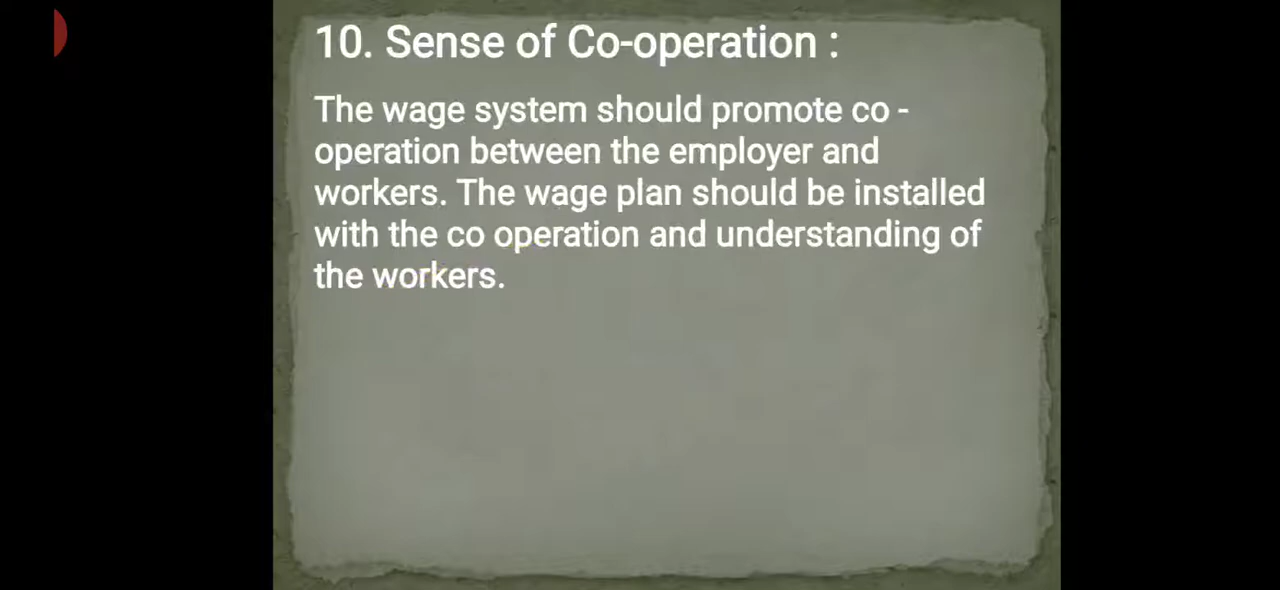 10. Sense of Co-operation :
The wage system should promote co -
operation between the employer and
workers. The wage plan should be installed
with the co operation and understanding of
the workers.